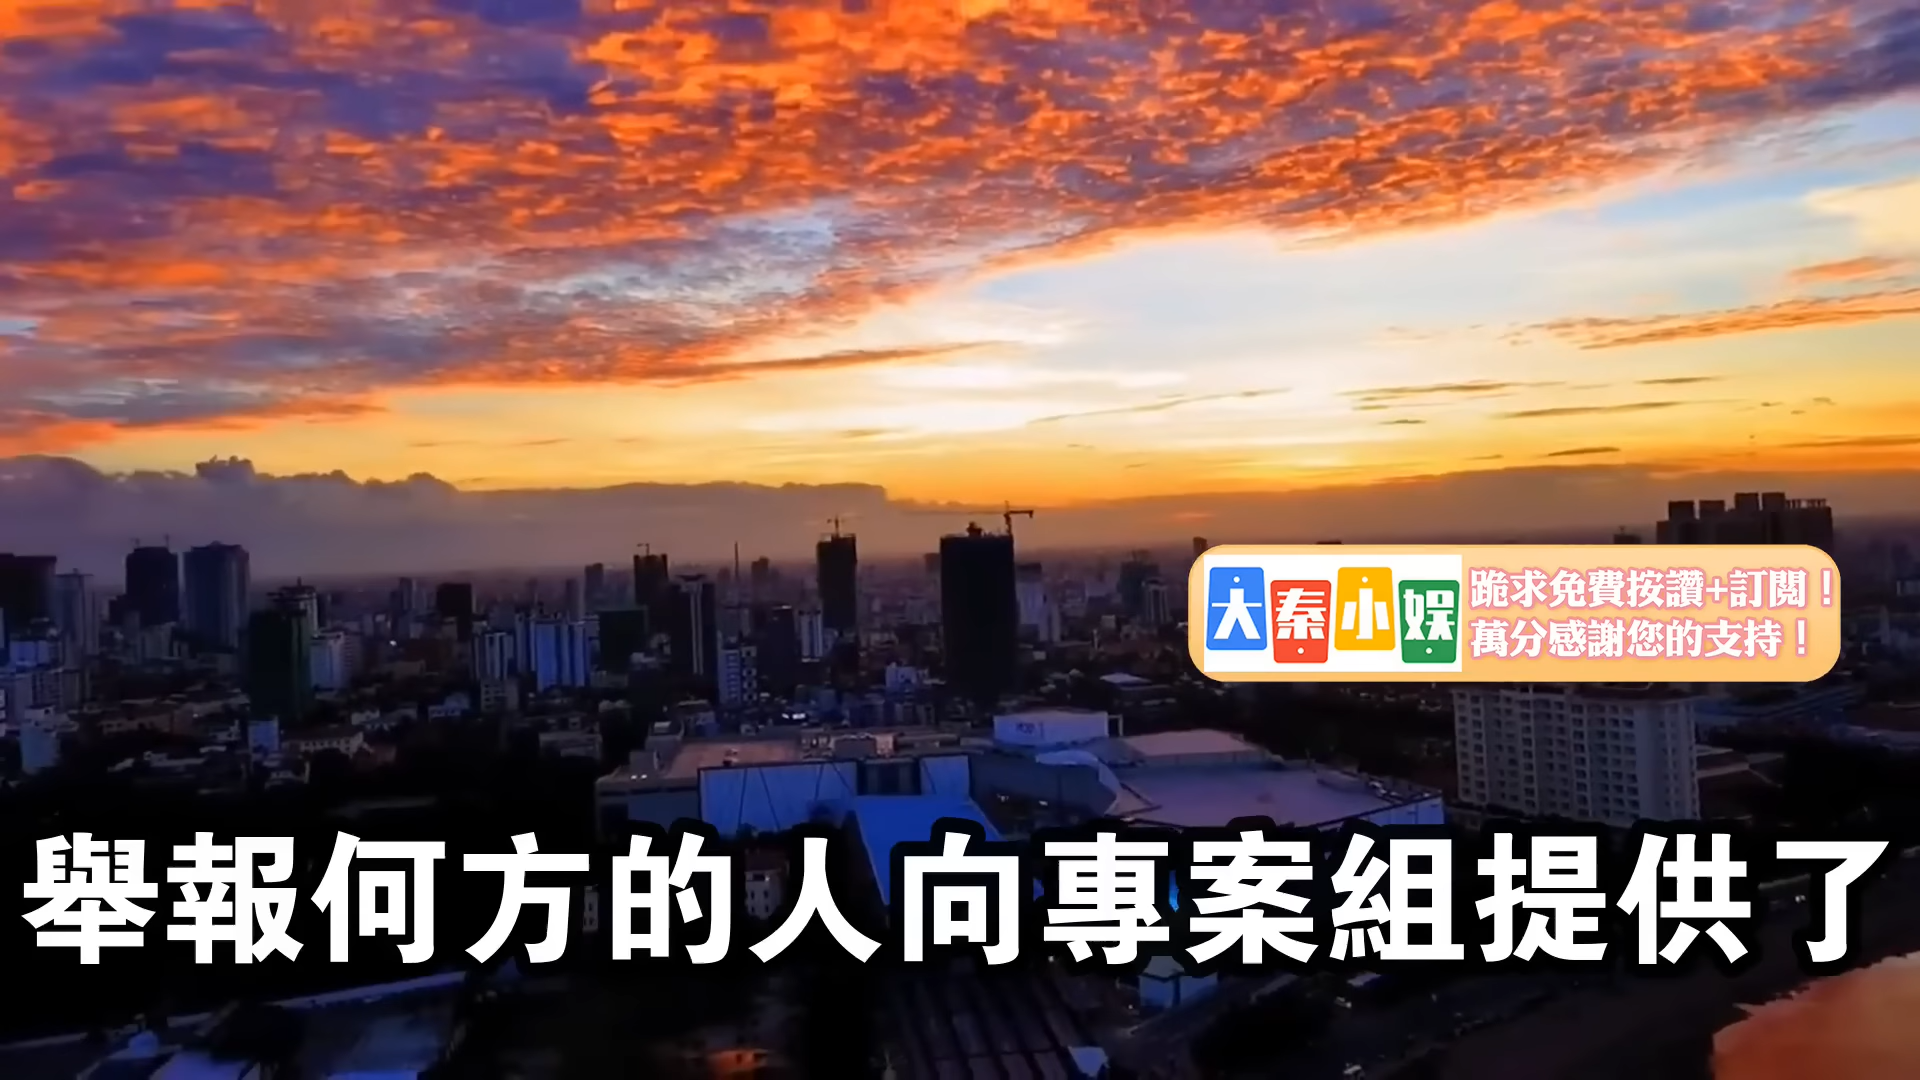 大秦小娱
跪求免費按讚+訂閱！
萬分感謝您的支持！
舉報何方的人向專案組提供了